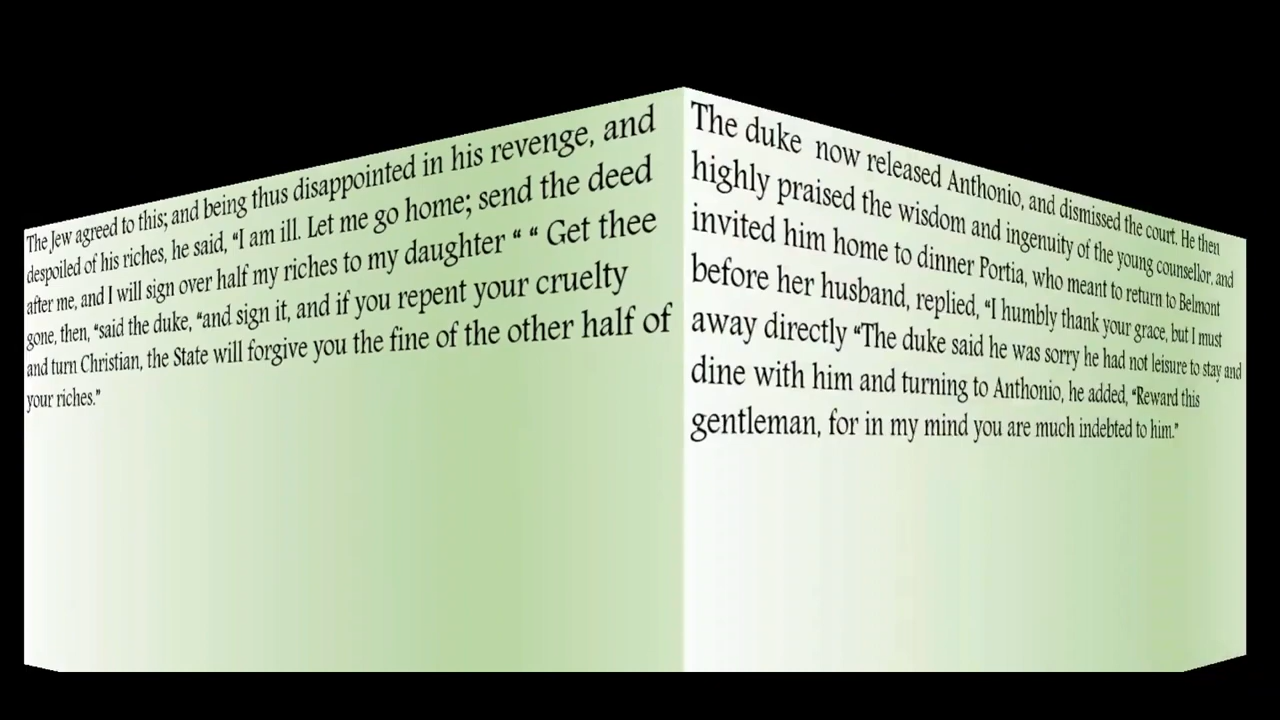 The Jew agreed to this; and being thus disappointed in his revenge, and
despoiled of his riches, he said, “I am ill. Let me go home; send the deed
after me, and I will sign over half my riches to my daughter “ “ Get thee
gone, then, “said the duke, “and sign it, and if you repent your cruelty
and turn Christian, the State will forgive you the fine of the other half of
your riches.”
The duke  now released Anthonio, and dismissed the court. He then
highly praised the wisdom and ingenuity of the young counsellor, and
invited him home to dinner Portia, who meant to return to Belmont
before her husband, replied, “I humbly thank your grace, but I must
away directly “The duke said he was sorry he had not leisure to stay and
dine with him and turning to Anthonio, he added, “Reward this
gentleman, for in my mind you are much indebted to him.”